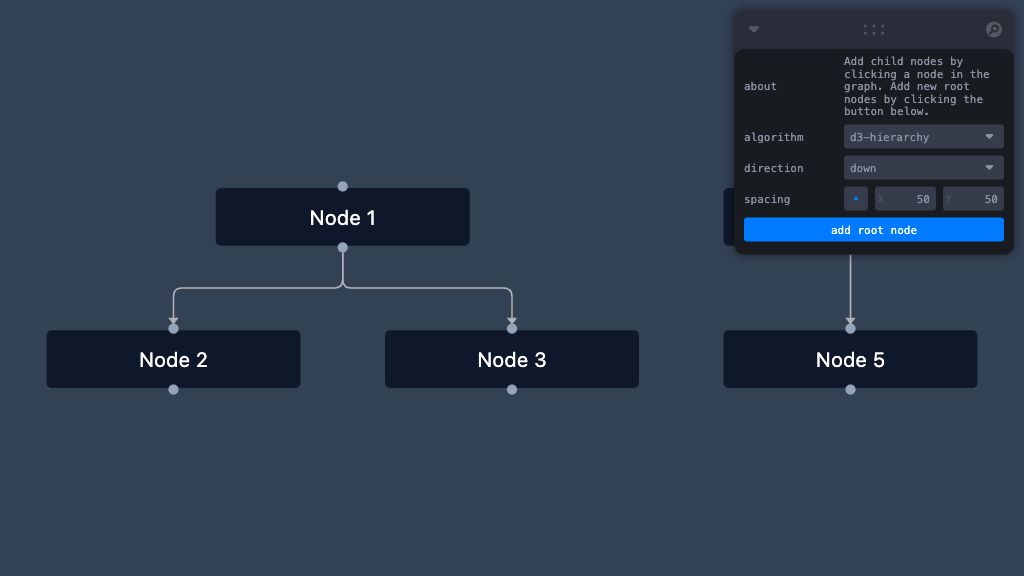 about
Add child nodes by
clicking a node in the
graph. Add new root
nodes by clicking the
button below.
algorithm
d3-hierarchy
direction
down
spacing
X 50
Y 50
add root node
Node 1
Node 2
Node 3
Node 5